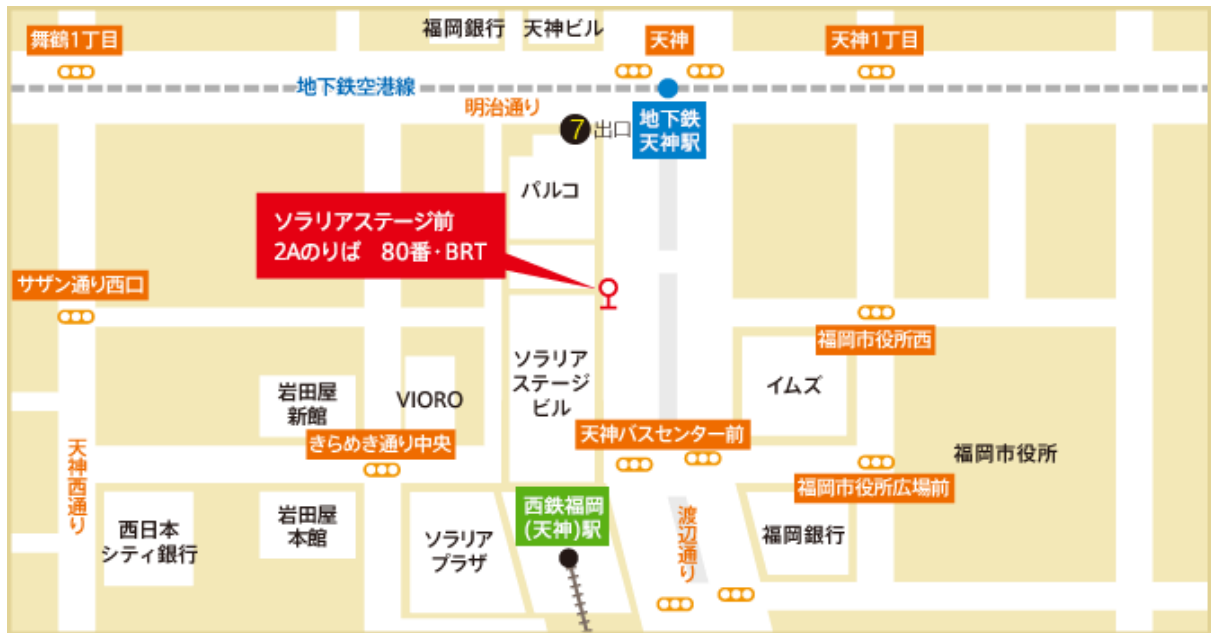 福岡銀行
天神ビル
舞鶴1丁目
天神
天神1丁目
地下鉄空港線
明治通り
7出口
地下鉄
天神駅
パルコ
ソラリアステージ前
2Aのりば 80番・BRT
サザン通り西口
福岡市役所西
ソラリア
ステージ
ビル
イムズ
岩田屋
新館
VIORO
天神バスセンター前
きらめき通り中央
福岡市役所
天神西通り
福岡市役所広場前
西鉄福岡
(天神)駅
渡辺通り
岩田屋
本館
西日本
シティ銀行
ソラリア
プラザ
福岡銀行